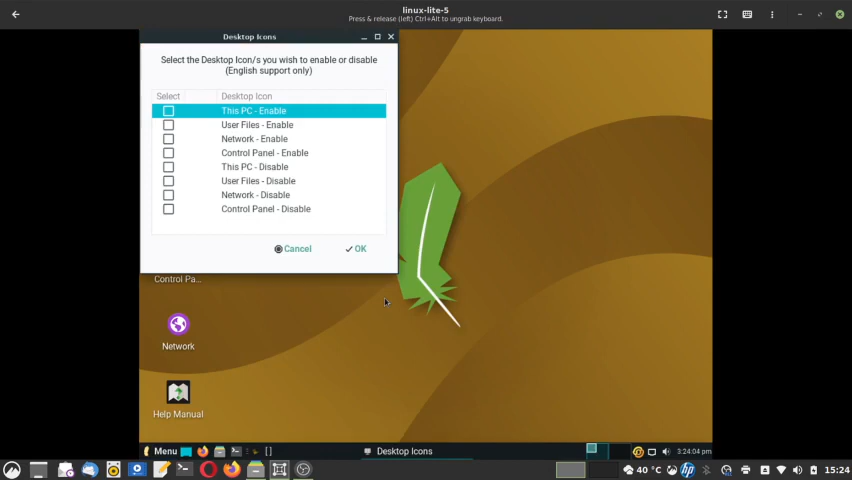 linux-lite-5
Press & release (left) Ctrl+Alt to ungrab keyboard.
Desktop Icons
Select the Desktop Icon/s you wish to enable or disable
(English support only)
Select Desktop Icon
This PC - Enable
User Files - Enable
Network - Enable
Control Panel - Enable
This PC - Disable
User Files - Disable
Network - Disable
Control Panel - Disable
Cancel OK
Control Pa...
Network
Help Manual
Menu Desktop Icons 3:24:04 pm
40 °C hp 15:24